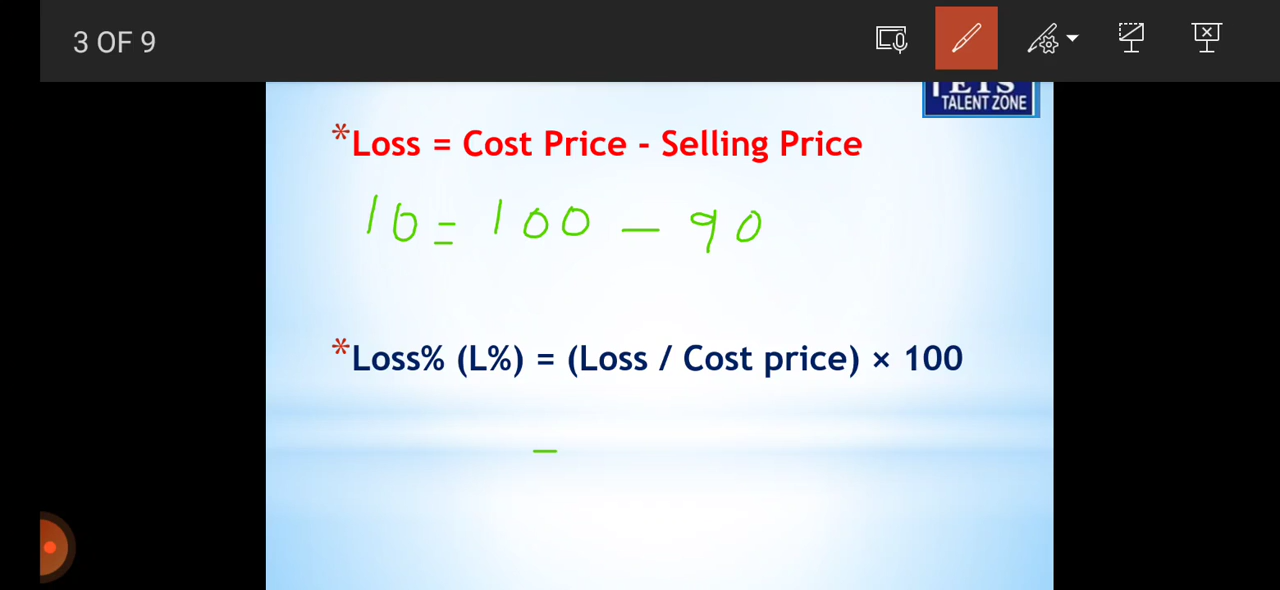 3 OF 9
TALENT ZONE
*Loss = Cost Price - Selling Price
10 = 100 - 90
*Loss% (L%) = (Loss / Cost price) × 100